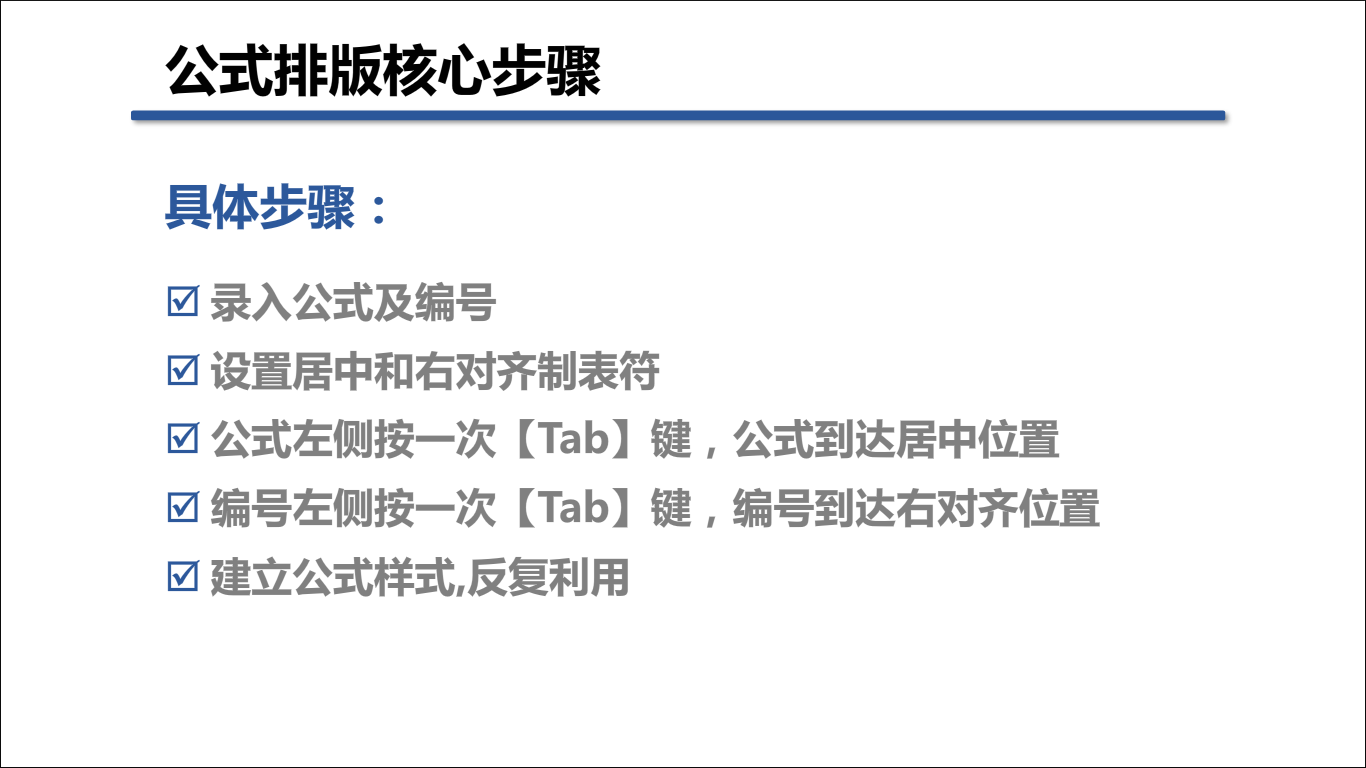 公式排版核心步骤
具体步骤：
☑ 录入公式及编号
☑ 设置居中和右对齐制表符
☑ 公式左侧按一次【Tab】键，公式到达居中位置
☑ 编号左侧按一次【Tab】键，编号到达右对齐位置
☑ 建立公式样式,反复利用